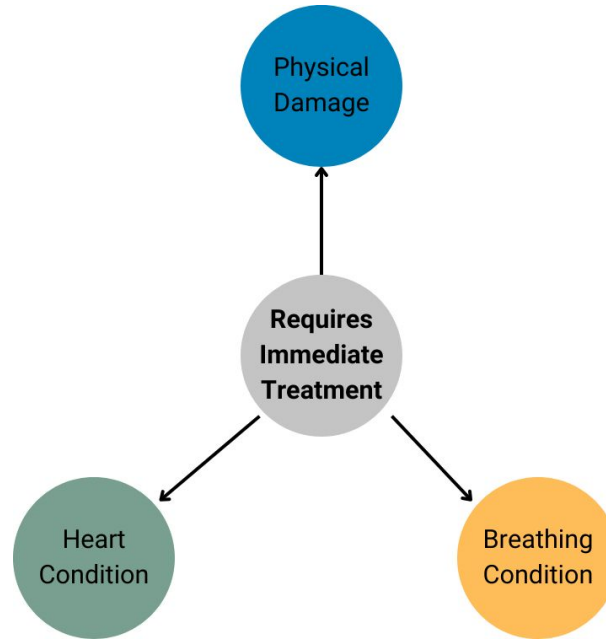 Physical
Damage
Requires
Immediate
Treatment
Heart
Condition
Breathing
Condition